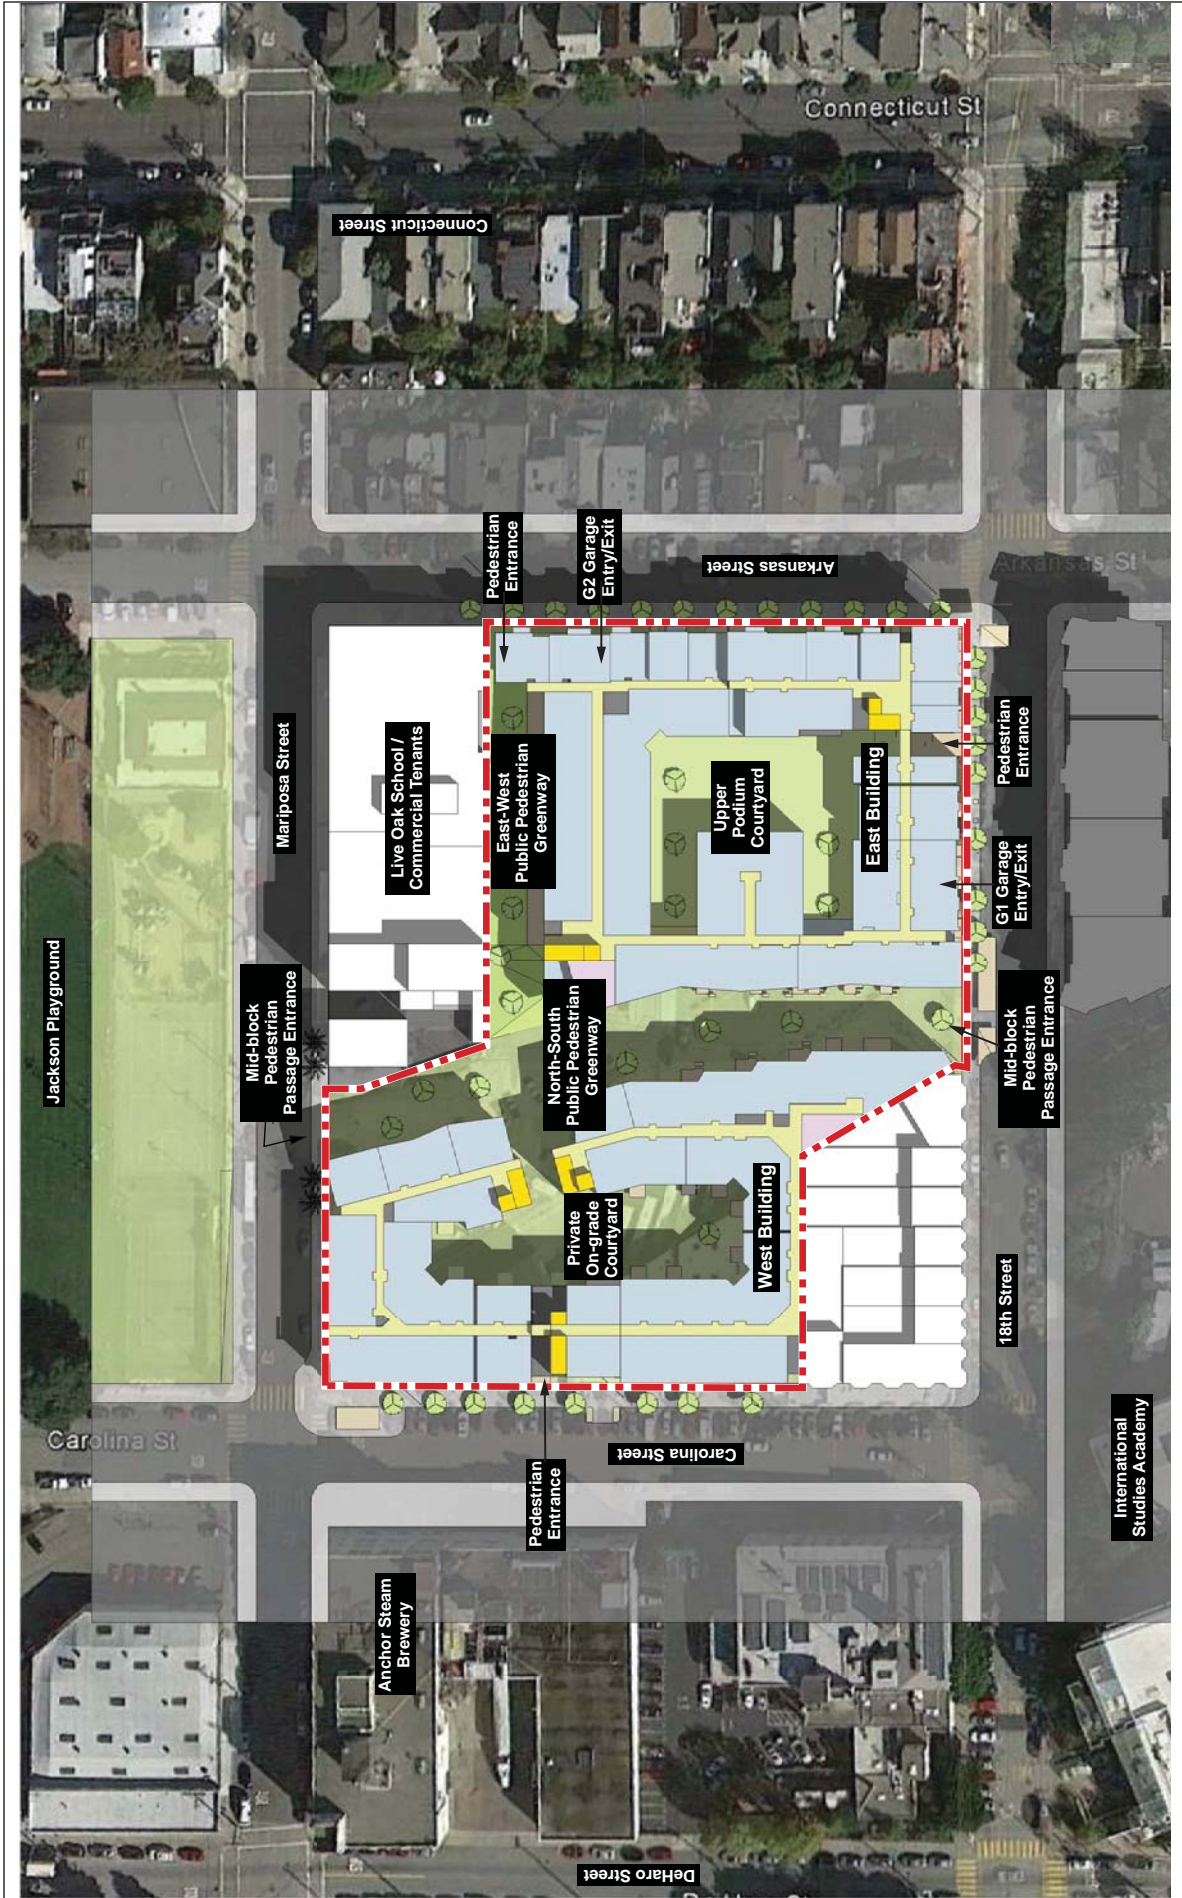 Jackson Playground
Mariposa Street
Mid-block
Pedestrian
Passage Entrance
Live Oak School /
Commercial Tenants
East-West
Public Pedestrian
Greenway
North-South
Public Pedestrian
Greenway
Pedestrian
Entrance
G2 Garage
Entry/Exit
Arkansas Street
Arkansas St
Connecticut Street
Connecticut St
Upper
Podium
Courtyard
East Building
Pedestrian
Entrance
G1 Garage
Entry/Exit
Mid-block
Pedestrian
Passage Entrance
Private
On-grade
Courtyard
West Building
18th Street
International
Studies Academy
Carolina St
Carolina Street
Pedestrian
Entrance
Anchor Steam
Brewery
DeHaro Street